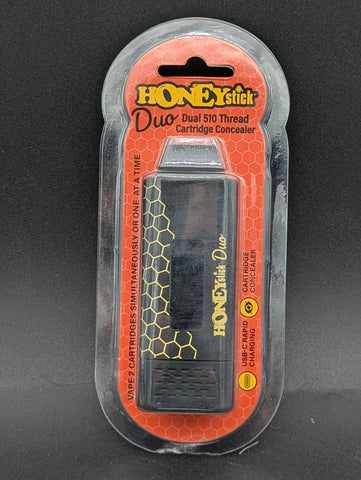 HONEYstick
Duo Dual 510 Thread
Cartridge Concealer
VAPE 2 CARTRIDGES SIMULTANEOUSLY OR ONE AT A TIME
HONEYstick Duo
CARTRIDGE
CONCEALER
USB-C RAPID
CHARGING